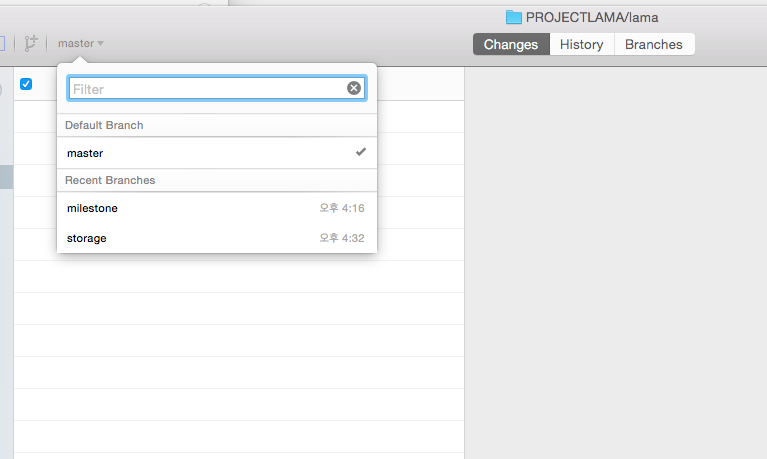 PROJECTLAMA/lama
master
Changes History Branches
Filter
Default Branch
master
Recent Branches
milestone 오후 4:16
storage 오후 4:32